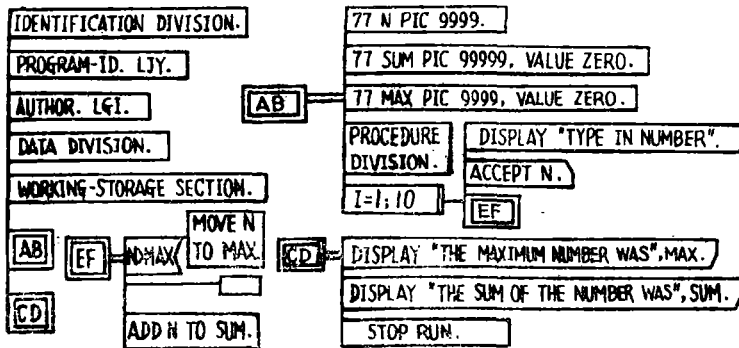 IDENTIFICATION DIVISION.
PROGRAM-ID. LJY.
AUTHOR. LGI.
DATA DIVISION.
WORKING-STORAGE SECTION.
AB
CD
AB
77 N PIC 9999.
77 SUM PIC 99999, VALUE ZERO.
77 MAX PIC 9999, VALUE ZERO.
PROCEDURE
DIVISION.
I=1;10
DISPLAY "TYPE IN NUMBER".
ACCEPT N.
EF
EF
MOVE N
TO MAX.
ADD N TO SUM.
CD
DISPLAY "THE MAXIMUM NUMBER WAS",MAX.
DISPLAY "THE SUM OF THE NUMBER WAS",SUM.
STOP RUN.